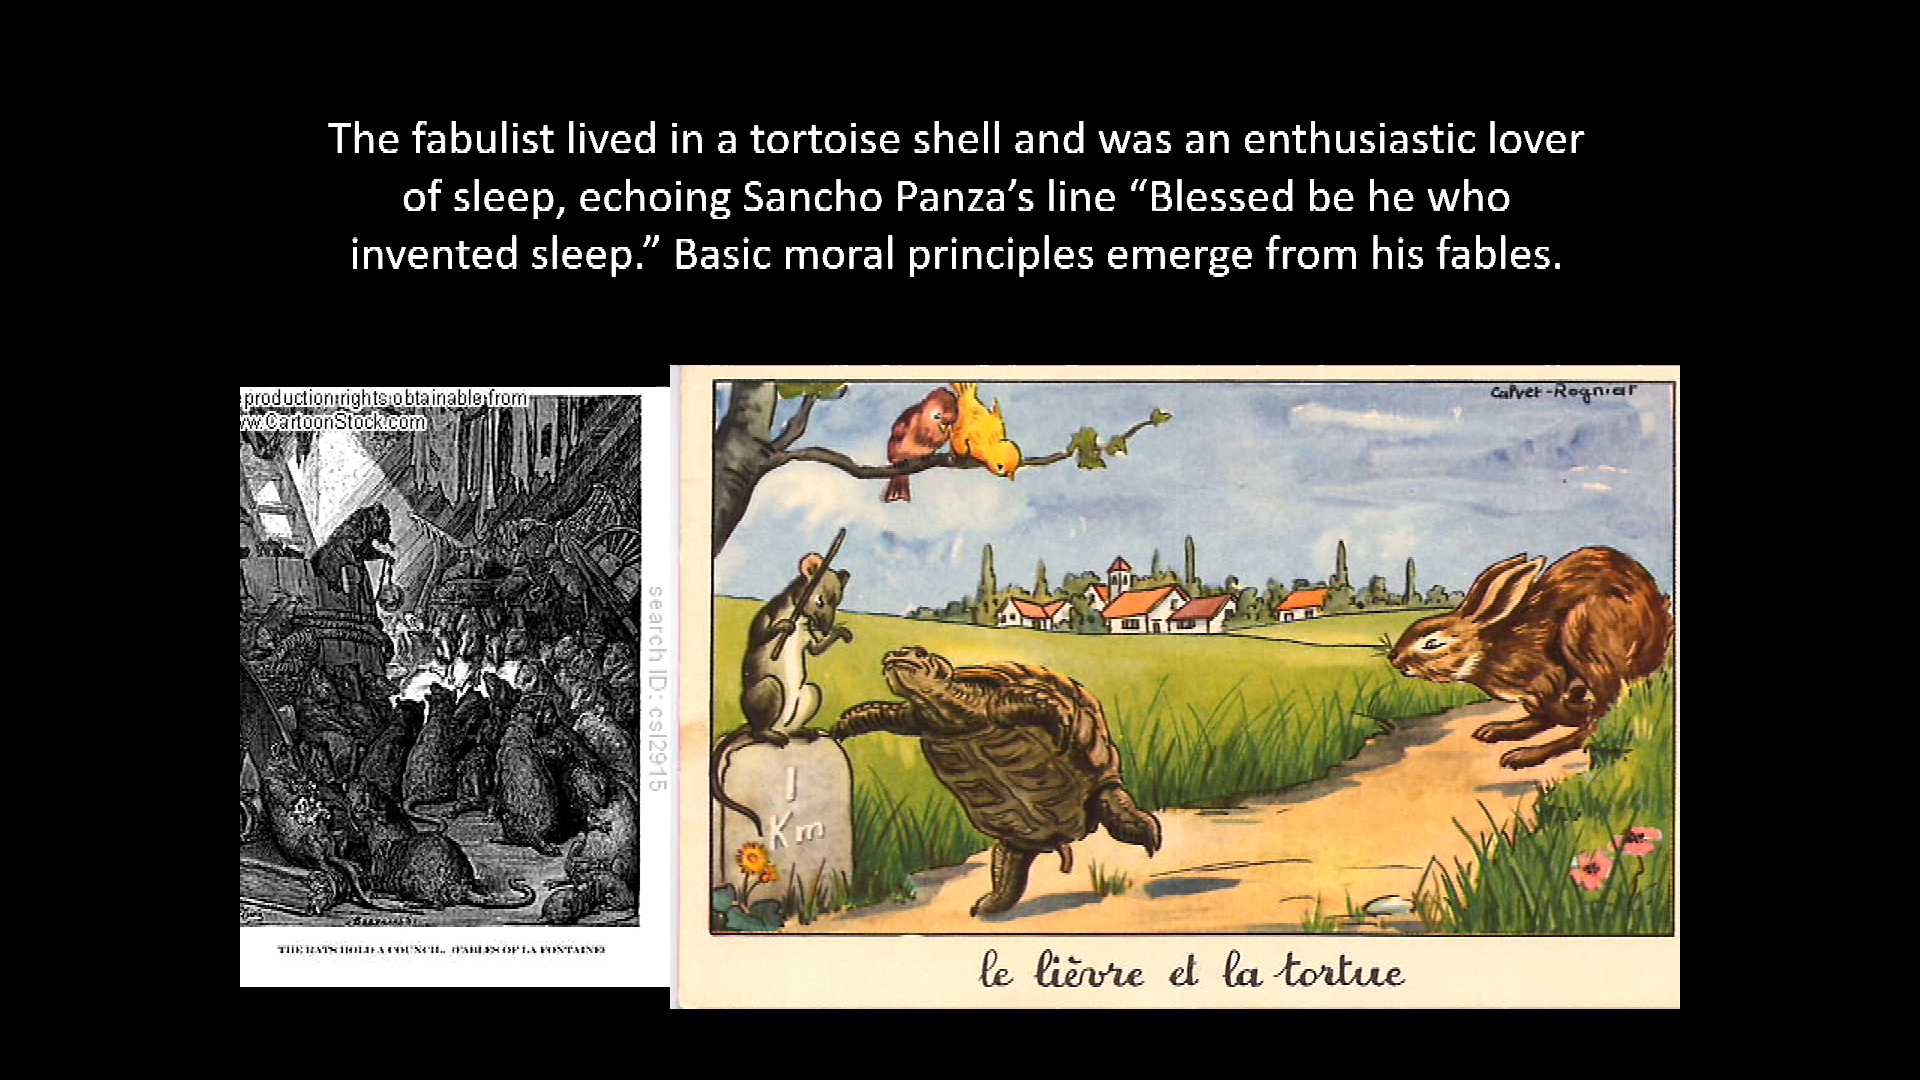 The fabulist lived in a tortoise shell and was an enthusiastic lover
of sleep, echoing Sancho Panza’s line “Blessed be he who
invented sleep.” Basic moral principles emerge from his fables.
production rights obtainable from
w.CartoonStock.com
search ID: csl2915
THE RATS HOLD A COUNCIL. (FABLES OF LA FONTAINE)
Calvet-Rogniat
1
Km
le lièvre et la tortue